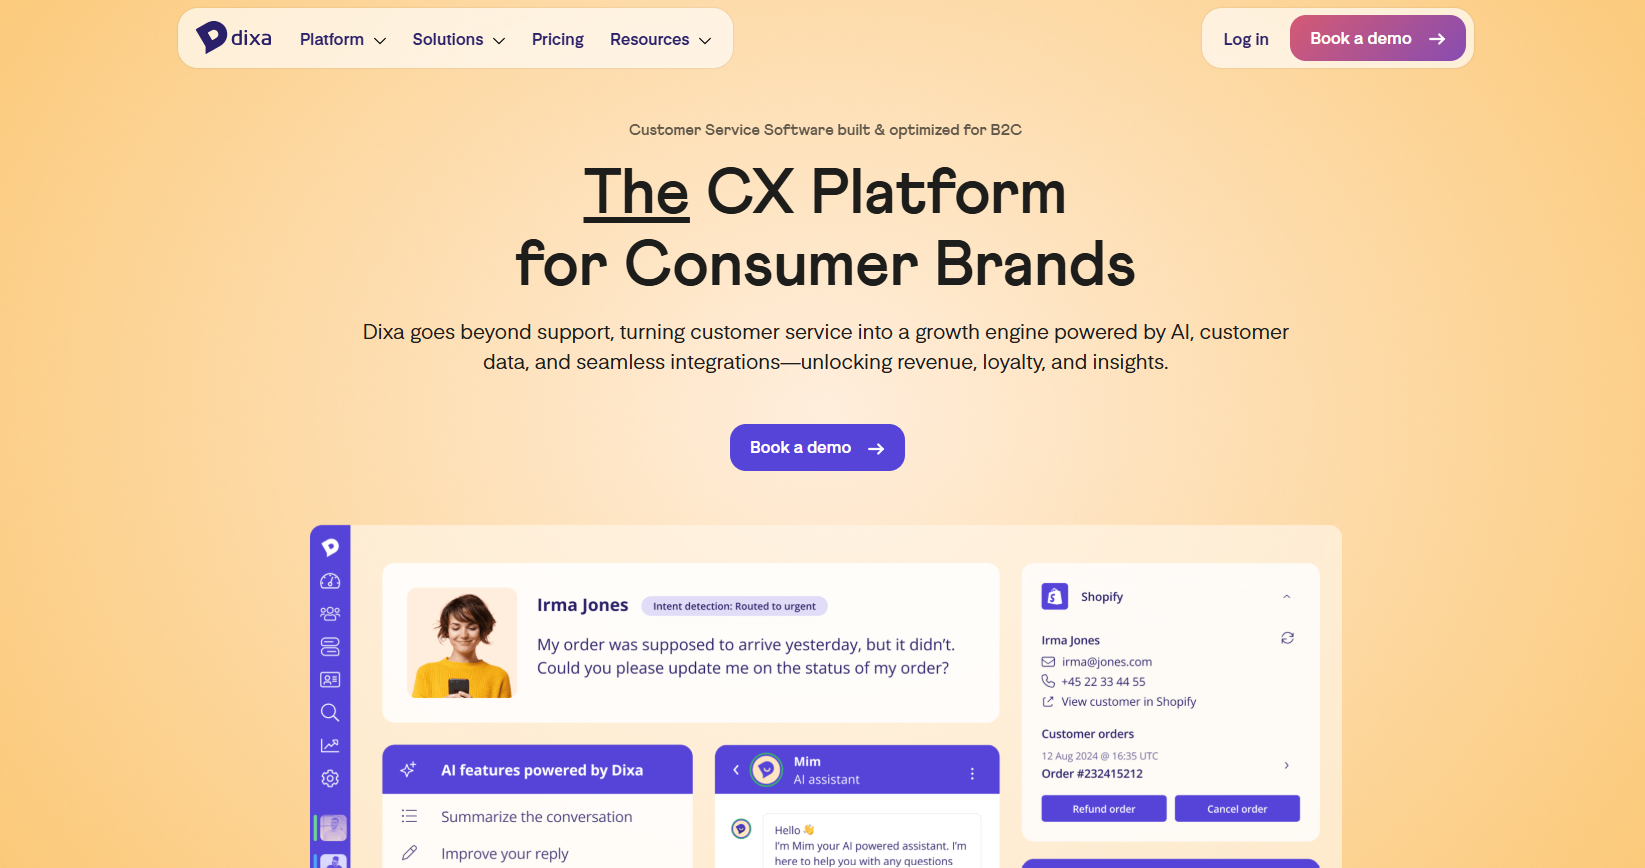 dixa
Platform
Solutions
Pricing
Resources
Log in
Book a demo
Customer Service Software built & optimized for B2C
The CX Platform
for Consumer Brands
Dixa goes beyond support, turning customer service into a growth engine powered by AI, customer
data, and seamless integrations—unlocking revenue, loyalty, and insights.
Book a demo
Irma Jones
Intent detection: Routed to urgent
My order was supposed to arrive yesterday, but it didn't.
Could you please update me on the status of my order?
Shopify
Irma Jones
irma@jones.com
+45 22 33 44 55
View customer in Shopify
Customer orders
12 Aug 2024 @ 16:35 UTC
Order #232415212
Refund order
Cancel order
AI features powered by Dixa
Summarize the conversation
Improve your reply
Mim
AI assistant
Hello 👋
I'm Mim your AI powered assistant. I'm
here to help you with any questions